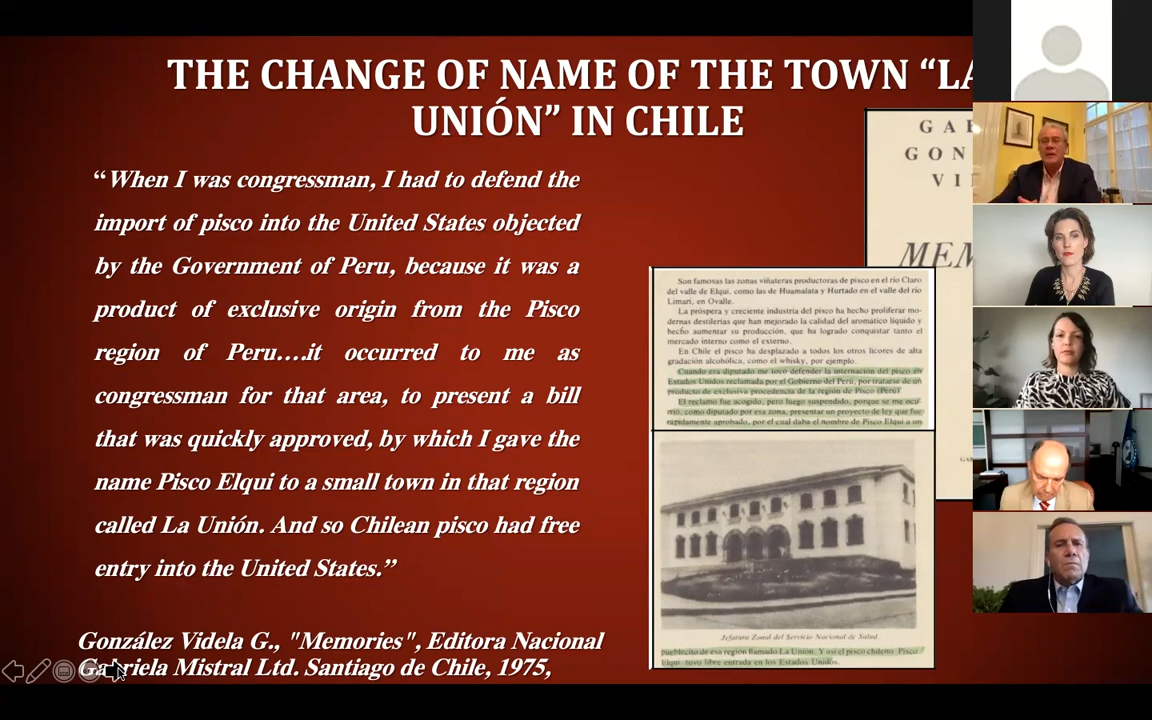 THE CHANGE OF NAME OF THE TOWN “LA
UNIÓN” IN CHILE
“When I was congressman, I had to defend the
import of pisco into the United States objected
by the Government of Peru, because it was a
product of exclusive origin from the Pisco
region of Peru….it occurred to me as
congressman for that area, to present a bill
that was quickly approved, by which I gave the
name Pisco Elqui to a small town in that region
called La Unión. And so Chilean pisco had free
entry into the United States.”
González Videla G., "Memories", Editora Nacional
Gabriela Mistral Ltd. Santiago de Chile, 1975,
GAB
GON
VI
MEM
Son famosas las zonas viñateras productoras de pisco en el río Claro
del valle de Elqui, como las de Huamalata y Hurtado en el valle del río
Limarí, en Ovalle.
La próspera y creciente industria del pisco ha hecho proliferar mo-
dernas destilerías que han mejorado la calidad del aromático líquido y
hecho aumentar su producción, que ha logrado conquistar tanto el
mercado interno como el externo.
En Chile el pisco ha desplazado a todos los otros licores de alta
gradación alcohólica, como el whisky, por ejemplo.
Cuando era diputado me tocó defender la internación del pisco en
Estados Unidos reclamada por el Gobierno del Perú, por tratarse de un
producto de exclusiva procedencia de la región de Pisco (Perú)
El reclamo fue acogido, pero luego suspendido, porque se me ocu-
rrió, como diputado por esa zona, presentar un proyecto de ley que fue
rápidamente aprobado, por el cual daba el nombre de Pisco Elqui a un
Jefatura Zonal del Servicio Nacional de Salud.
pueblecito de esa región llamado La Unión. Y así el pisco chileno Pisco
Elqui tuvo libre entrada en los Estados Unidos.